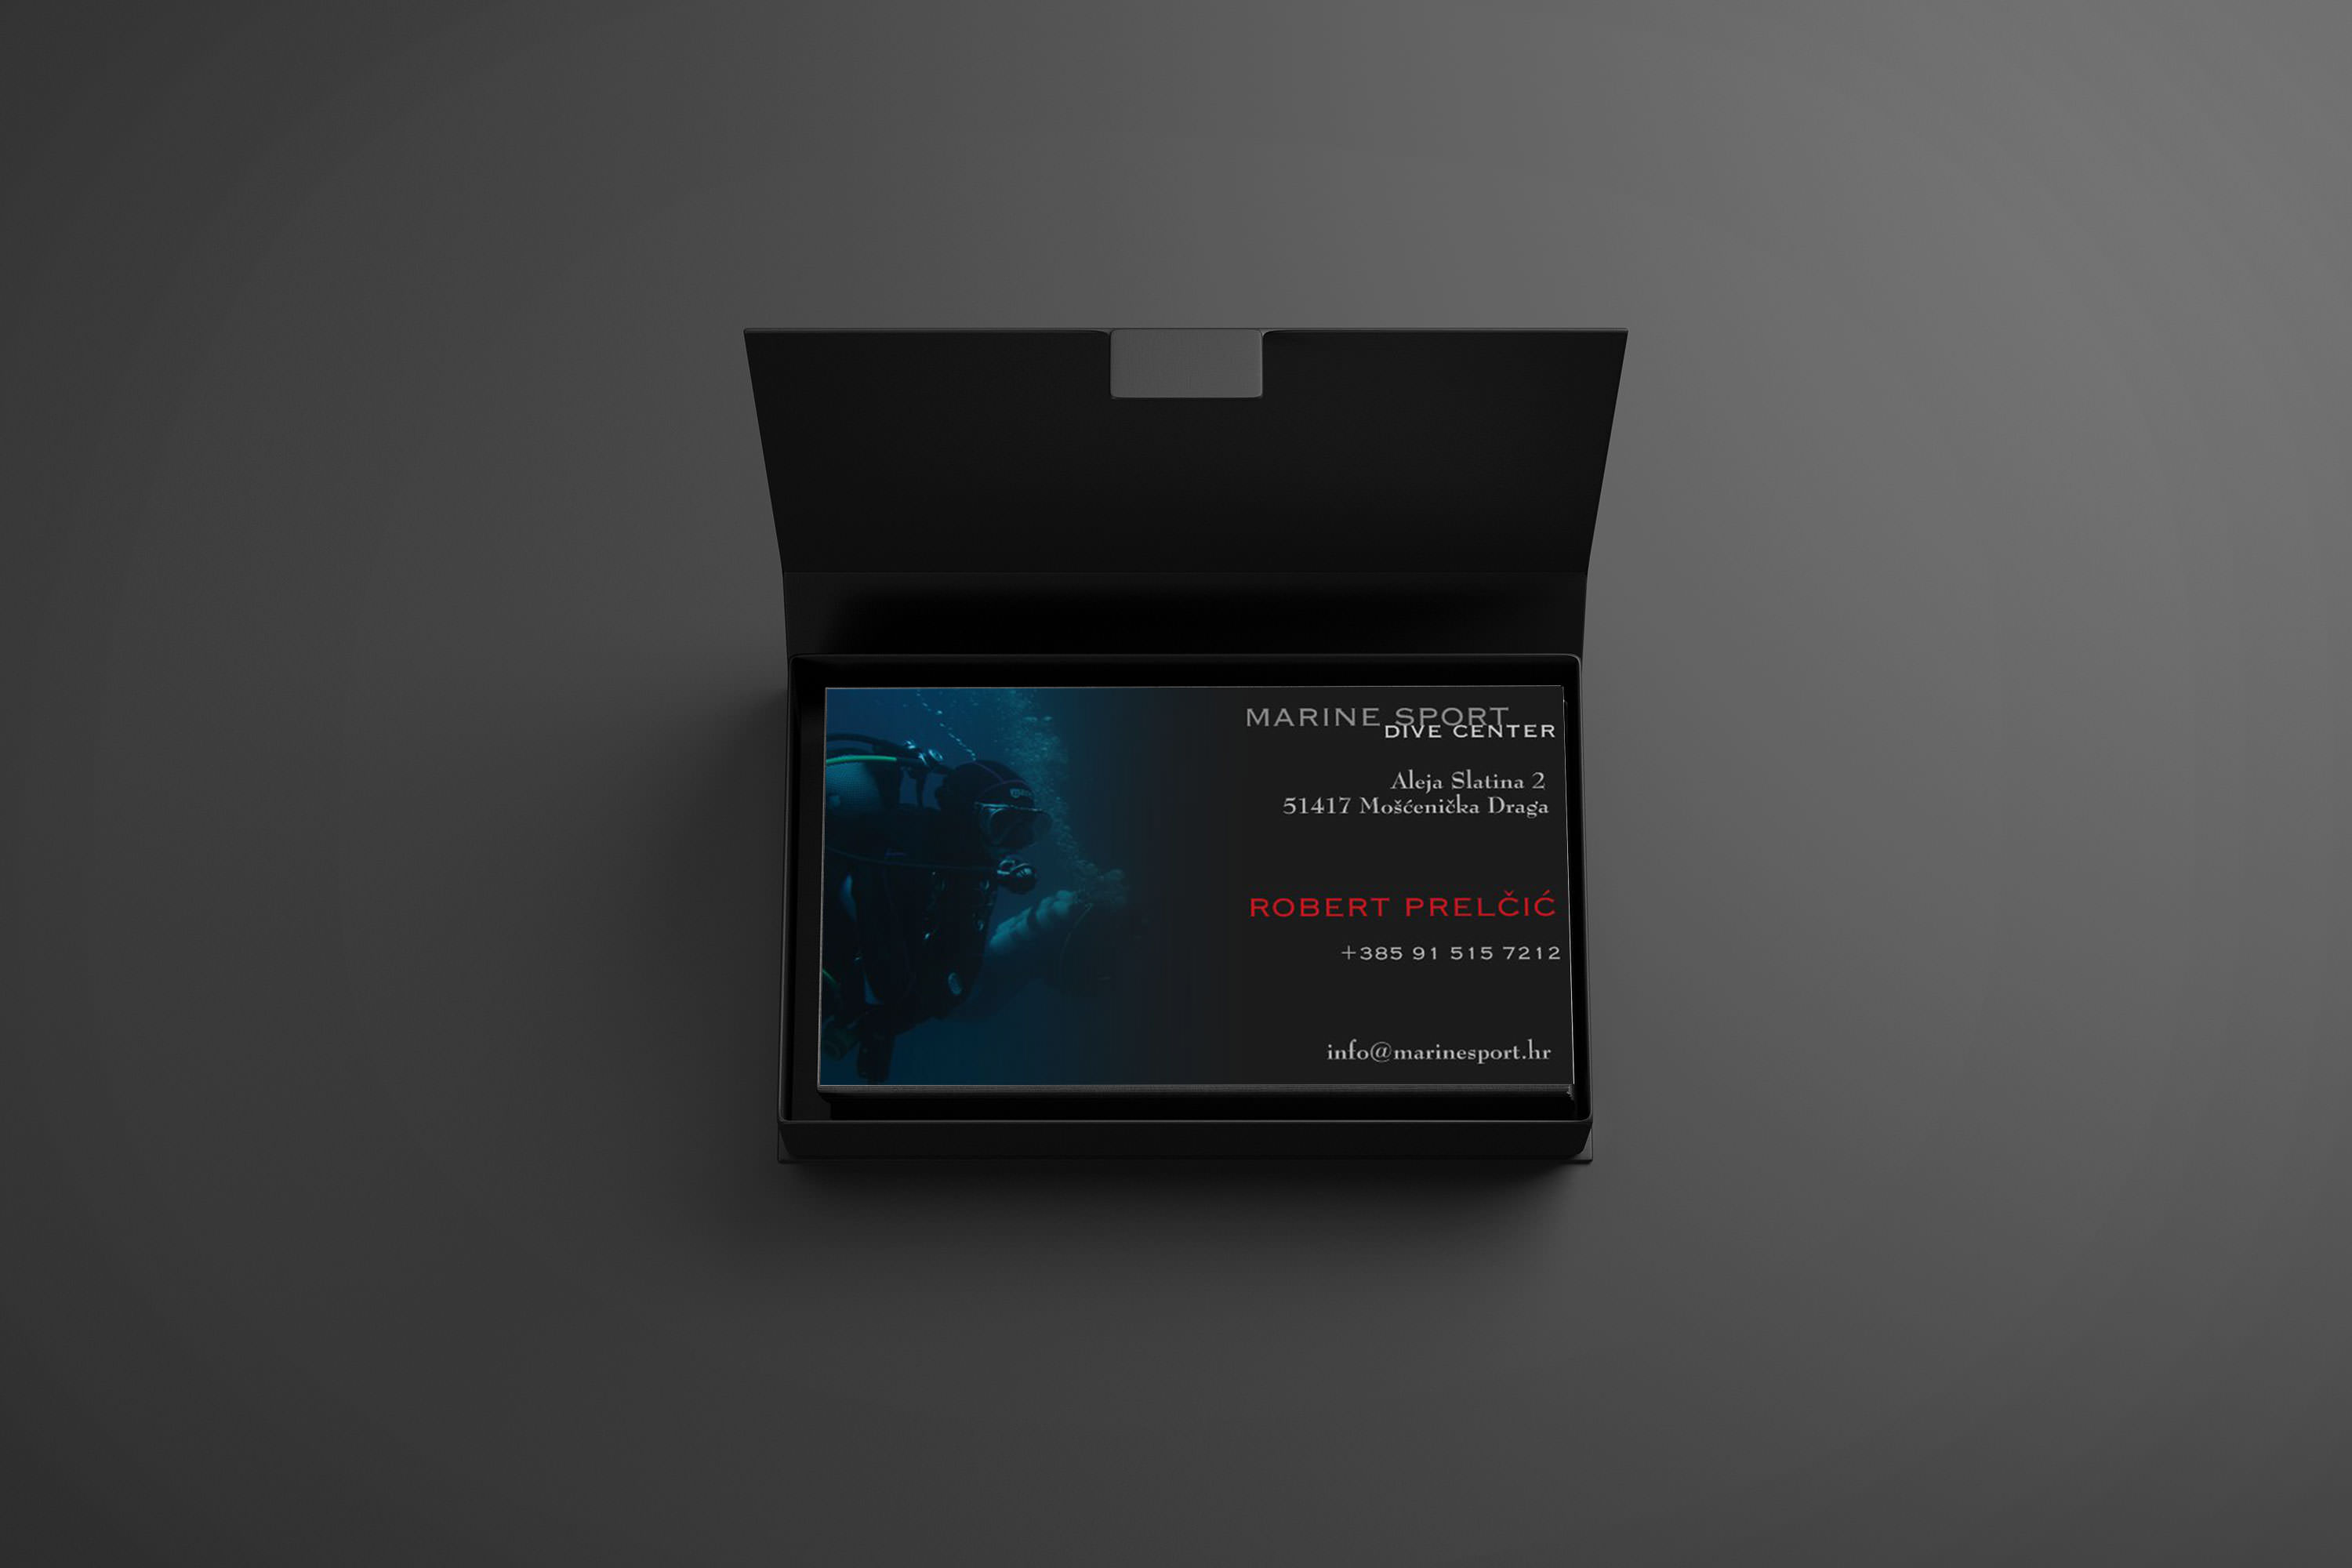 MARINE SPORT
DIVE CENTER
Aleja Slatina 2
51417 Mošćenička Draga
ROBERT PRELČIĆ
+385 91 515 7212
info@marinesport.hr